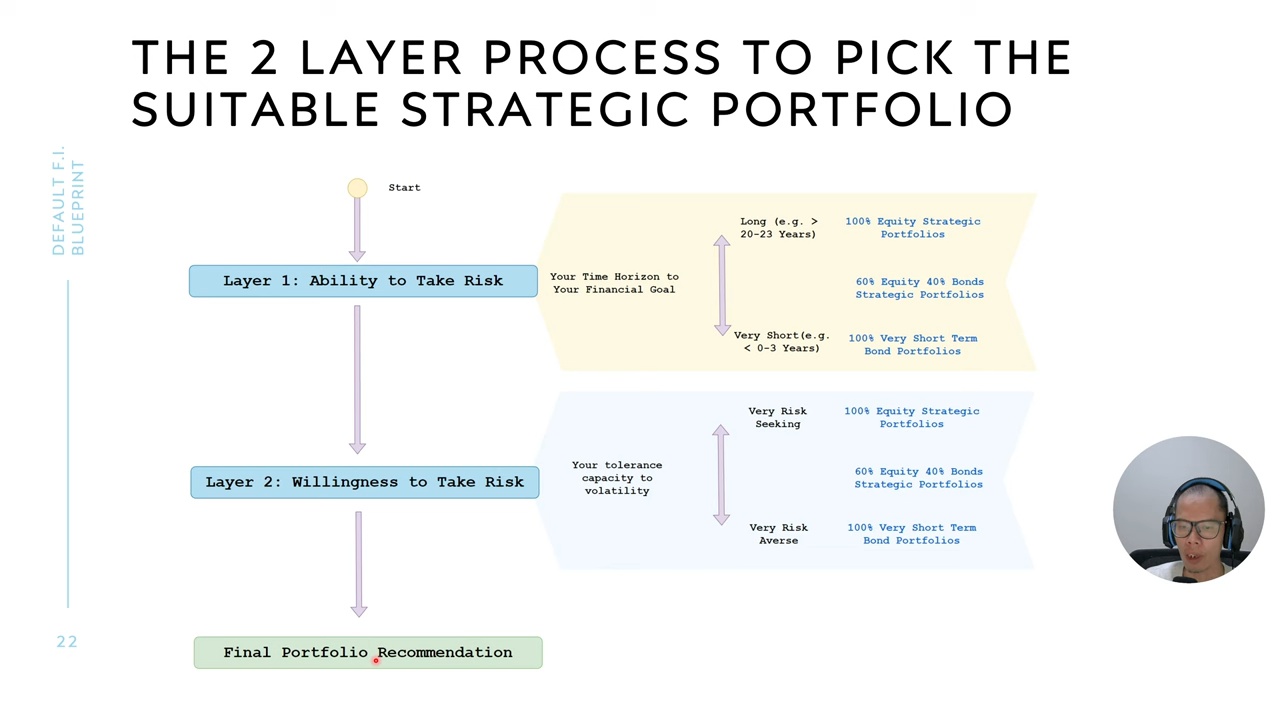 THE 2 LAYER PROCESS TO PICK THE
SUITABLE STRATEGIC PORTFOLIO
DEFAULT F.I.
BLUEPRINT
Start
Layer 1: Ability to Take Risk
Your Time Horizon to
Your Financial Goal
Long (e.g. >
20-23 Years)
100% Equity Strategic
Portfolios
60% Equity 40% Bonds
Strategic Portfolios
Very Short(e.g.
< 0-3 Years)
100% Very Short Term
Bond Portfolios
Layer 2: Willingness to Take Risk
Your tolerance
capacity to
volatility
Very Risk
Seeking
100% Equity Strategic
Portfolios
60% Equity 40% Bonds
Strategic Portfolios
Very Risk
Averse
100% Very Short Term
Bond Portfolios
Final Portfolio Recommendation
22